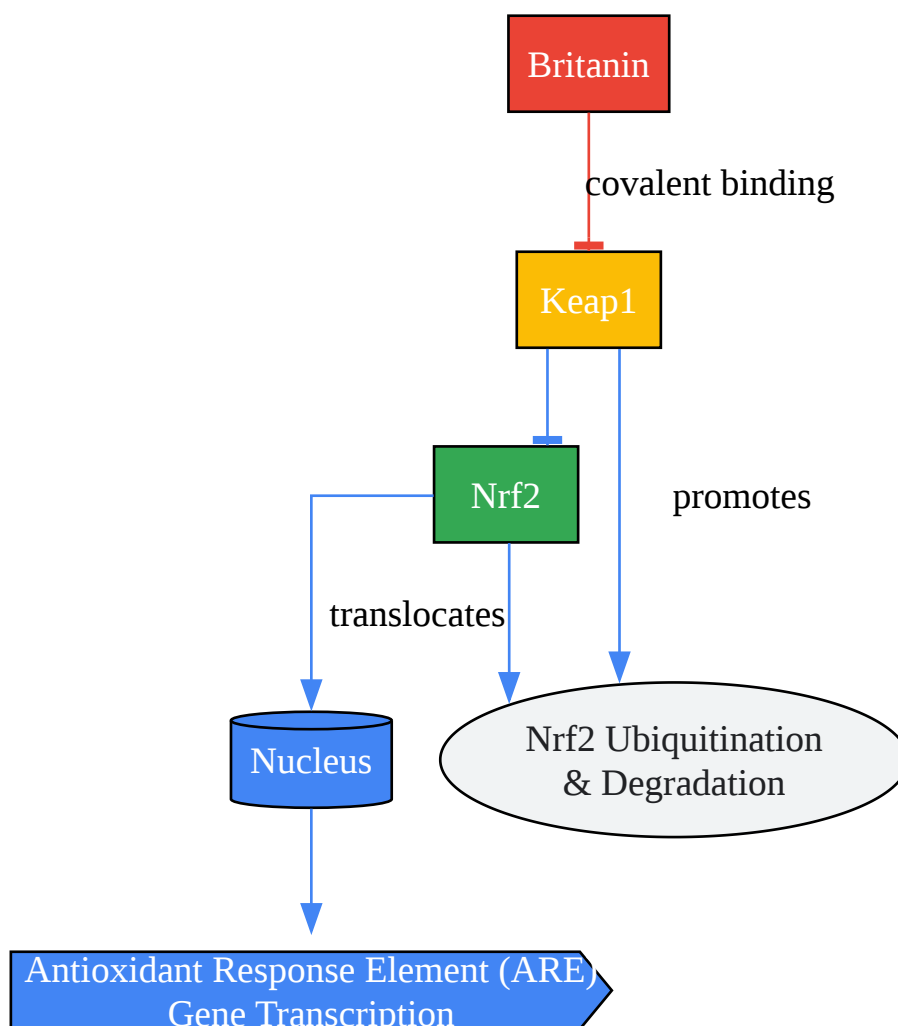 Britanin
covalent binding
Keap1
Nrf2
promotes
translocates
Nrf2 Ubiquitination
& Degradation
Nucleus
Antioxidant Response Element (ARE)
Gene Transcription